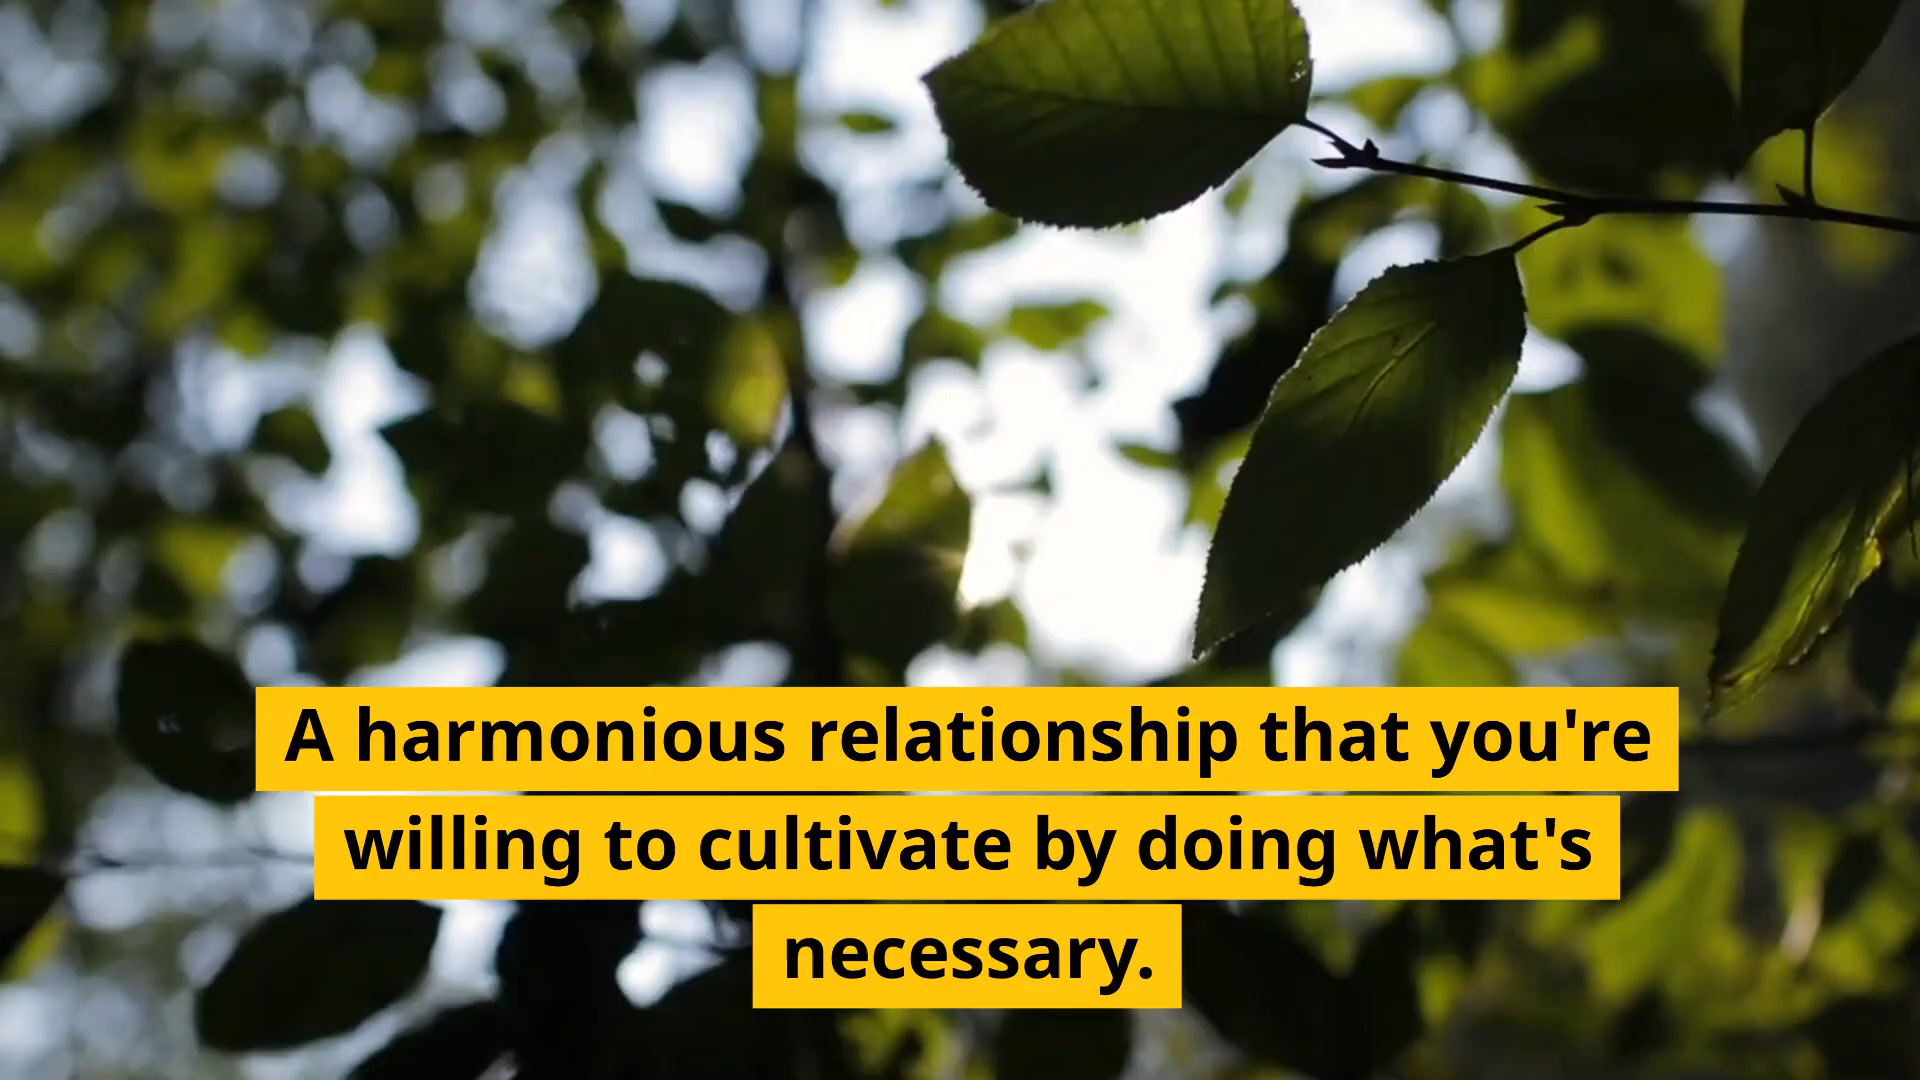 A harmonious relationship that you're
willing to cultivate by doing what's
necessary.